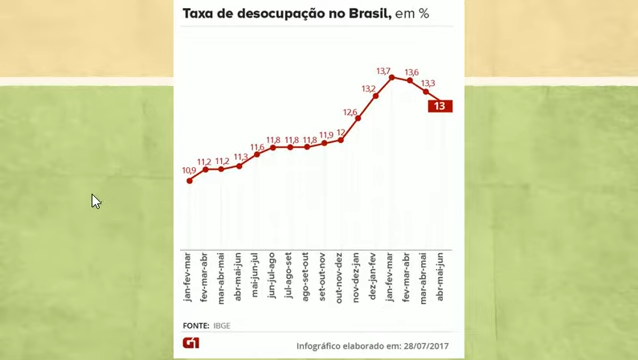 Taxa de desocupação no Brasil, em %
10,9
11,2
11,2
11,3
11,6
11,8
11,8
11,8
11,9
12
12,6
13,2
13,7
13,6
13,3
13
jan-fev-mar
fev-mar-abr
mar-abr-mai
abr-mai-jun
mai-jun-jul
jun-jul-ago
jul-ago-set
ago-set-out
set-out-nov
out-nov-dez
nov-dez-jan
dez-jan-fev
jan-fev-mar
fev-mar-abr
mar-abr-mai
abr-mai-jun
FONTE: IBGE
G1
Infográfico elaborado em: 28/07/2017